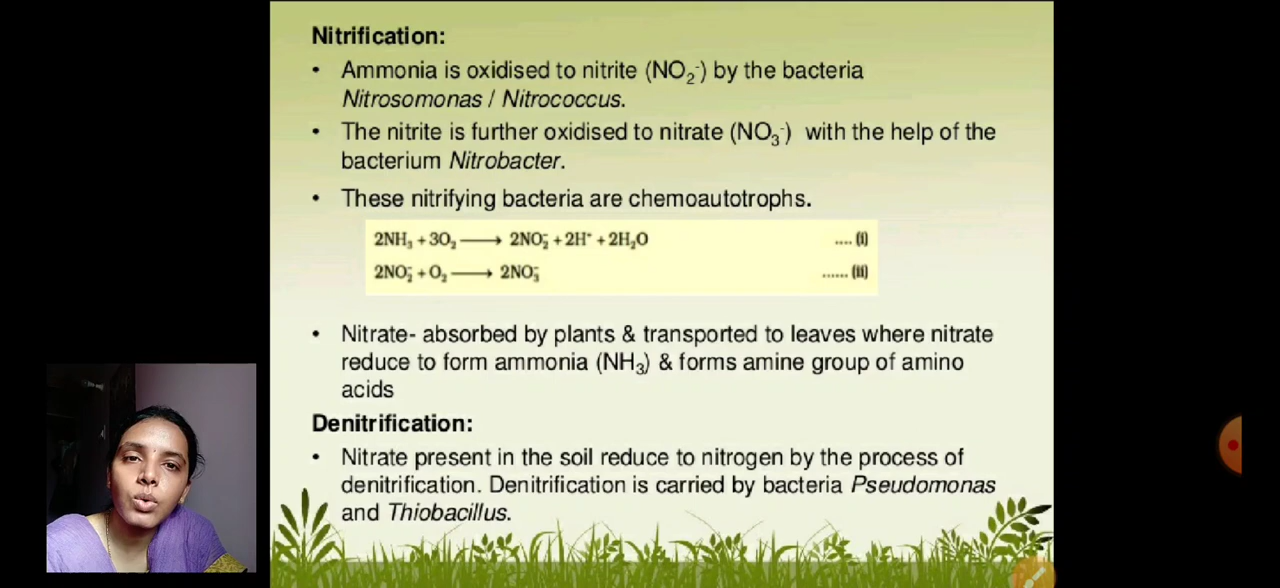 Nitrification:
• Ammonia is oxidised to nitrite (NO₂⁻) by the bacteria
Nitrosomonas / Nitrococcus.
• The nitrite is further oxidised to nitrate (NO₃⁻) with the help of the
bacterium Nitrobacter.
• These nitrifying bacteria are chemoautotrophs.
2NH₃ + 3O₂ ⟶ 2NO₂⁻ + 2H⁺ + 2H₂O .... (i)
2NO₂⁻ + O₂ ⟶ 2NO₃⁻ ...... (ii)
• Nitrate- absorbed by plants & transported to leaves where nitrate
reduce to form ammonia (NH₃) & forms amine group of amino
acids
Denitrification:
• Nitrate present in the soil reduce to nitrogen by the process of
denitrification. Denitrification is carried by bacteria Pseudomonas
and Thiobacillus.